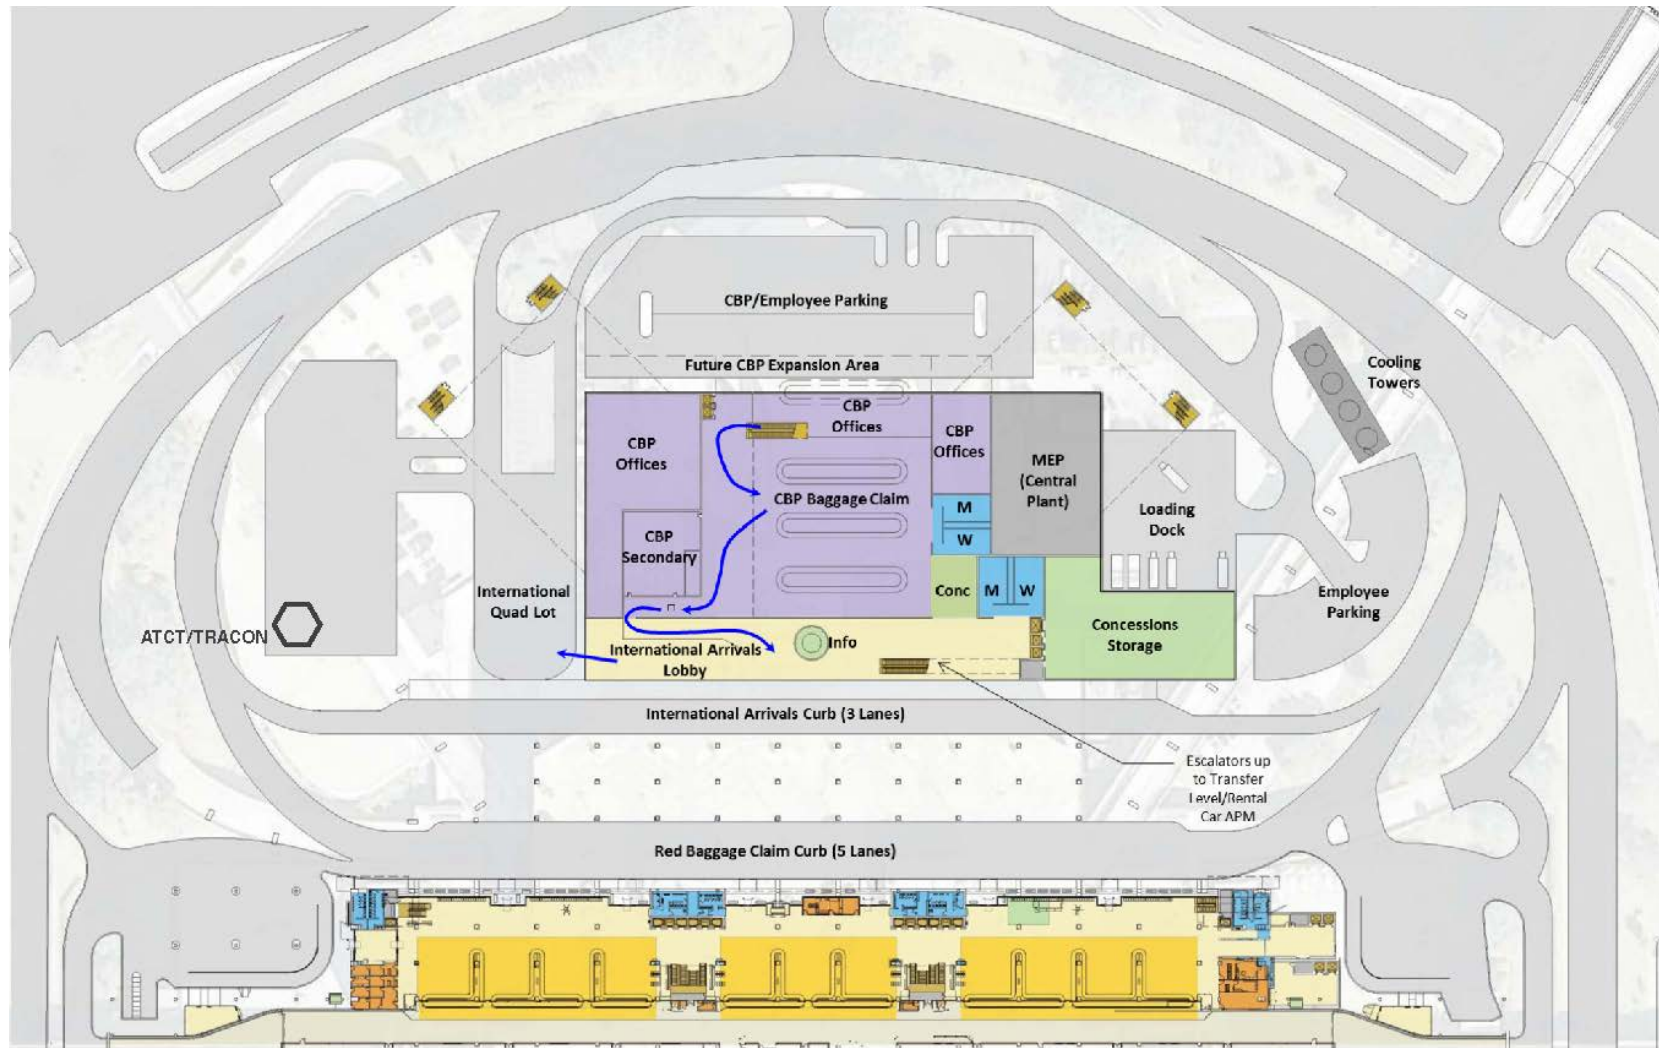 CBP/Employee Parking
Future CBP Expansion Area
Cooling
Towers
CBP
Offices
CBP
Offices
CBP
Offices
MEP
(Central
Plant)
CBP Baggage Claim
M
W
Loading
Dock
CBP
Secondary
International
Quad Lot
Conc
M
W
Employee
Parking
ATCT/TRACON
Concessions
Storage
Info
International Arrivals
Lobby
International Arrivals Curb (3 Lanes)
Escalators up
to Transfer
Level/Rental
Car APM
Red Baggage Claim Curb (5 Lanes)